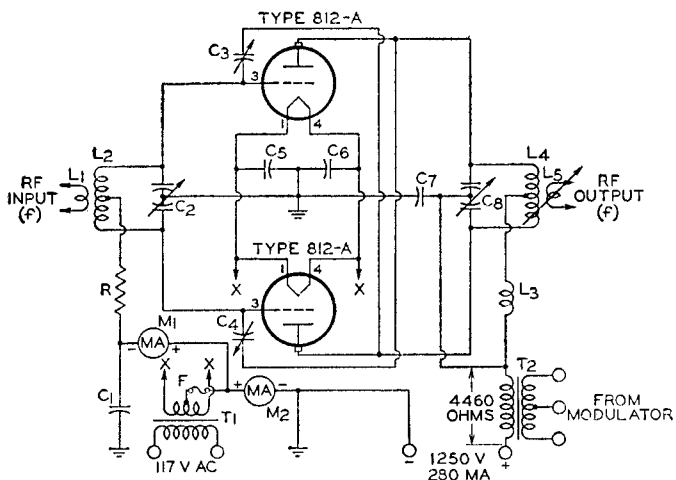 TYPE 812-A
C3
3
1
4
L2
L1
C5
C6
C7
L4
L5
RF
INPUT
(f)
C2
C8
RF
OUTPUT
(f)
TYPE 812-A
1
4
X
X
3
R
C4
L3
M1
MA
+
X
X
F
+
MA
-
M2
C1
T1
117 V AC
-
4460
OHMS
T2
FROM
MODULATOR
1250 V
280 MA
+